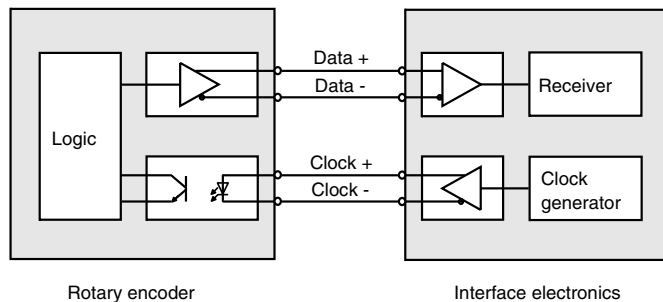 Data +
Data -
Logic
Receiver
Clock +
Clock -
Clock
generator
Rotary encoder
Interface electronics